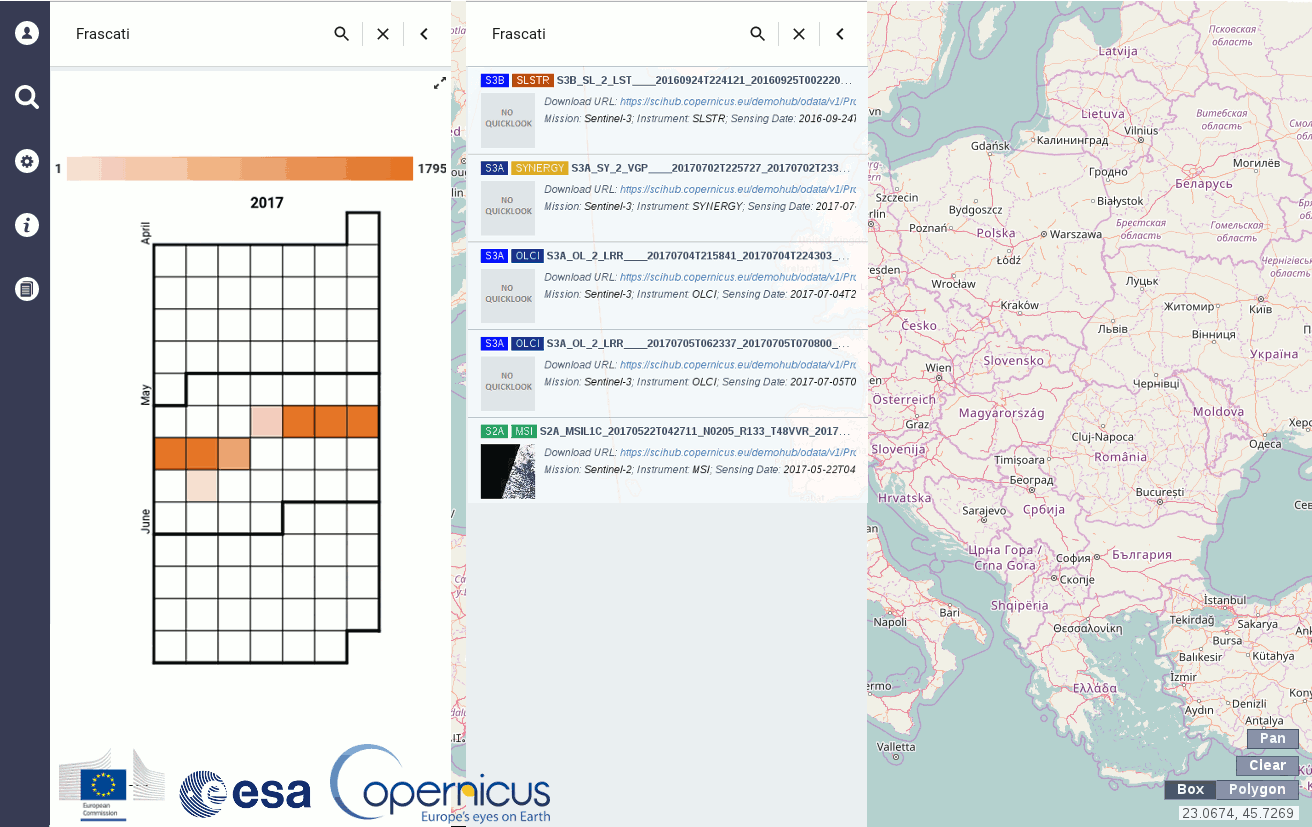 Frascati
1
1795
2017
April
May
June
European
Commission
esa
opernicus
Europe's eyes on Earth
Frascati
S3B SLSTR S3B_SL_2_LST____20160924T224121_20160925T002220...
NO
QUICKLOOK
Download URL: https://scihub.copernicus.eu/demohub/odata/v1/Pro
Mission: Sentinel-3; Instrument: SLSTR; Sensing Date: 2016-09-24T
S3A SYNERGY S3A_SY_2_VGP____20170702T225727_20170702T233...
NO
QUICKLOOK
Download URL: https://scihub.copernicus.eu/demohub/odata/v1/Pro
Mission: Sentinel-3; Instrument: SYNERGY; Sensing Date: 2017-07-
S3A OLCI S3A_OL_2_LRR____20170704T215841_20170704T224303_...
NO
QUICKLOOK
Download URL: https://scihub.copernicus.eu/demohub/odata/v1/Pro
Mission: Sentinel-3; Instrument: OLCI; Sensing Date: 2017-07-04T2
S3A OLCI S3A_OL_2_LRR____20170705T062337_20170705T070800_...
NO
QUICKLOOK
Download URL: https://scihub.copernicus.eu/demohub/odata/v1/Pro
Mission: Sentinel-3; Instrument: OLCI; Sensing Date: 2017-07-05T0
S2A MSI S2A_MSIL1C_20170522T042711_N0205_R133_T48VVR_2017...
Download URL: https://scihub.copernicus.eu/demohub/odata/v1/Pro
Mission: Sentinel-2; Instrument: MSI; Sensing Date: 2017-05-22T04
Псковская
область
Latvija
Lietuva
Витебская
область
Vilnius
Калининград
Gdańsk
Могилёв
Гродно
Беларусь
Szczecin
Białystok
Bydgoszcz
Брестская
область
Гомельская
область
Poznań
Polska
Warszawa
Łódź
Wrocław
Луцьк
Kraków
Житомир
Київ
Česko
Львів
Вінниця
Україна
Slovensko
Wien
Чернівці
Österreich
Magyarország
Moldova
Cluj-Napoca
Одеса
Slovenija
Timișoara
România
Београд
Hrvatska
București
Sarajevo
Србија
Црна Гора /
Crna Gora
София
България
Скопје
İstanbul
Shqipëria
Bari
Napoli
Θεσσαλονίκη
Tekirdağ
Sakarya
Bursa
Balıkesir
Kütahya
İzmir
Ελλάδα
Aydın
Denizli
Antalya
Valletta
Pan
Clear
Box Polygon
23.0674, 45.7269